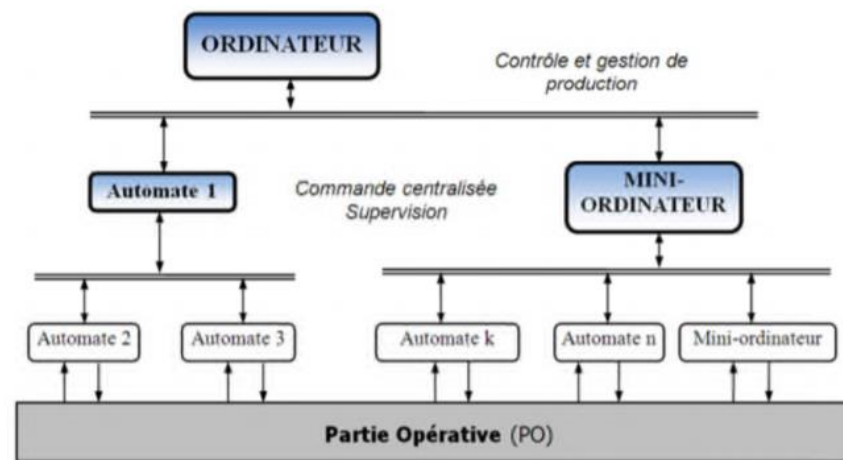 ORDINATEUR
Contrôle et gestion de
production
Automate 1
Commande centralisée
Supervision
MINI-
ORDINATEUR
Automate 2
Automate 3
Automate k
Automate n
Mini-ordinateur
Partie Opérative (PO)